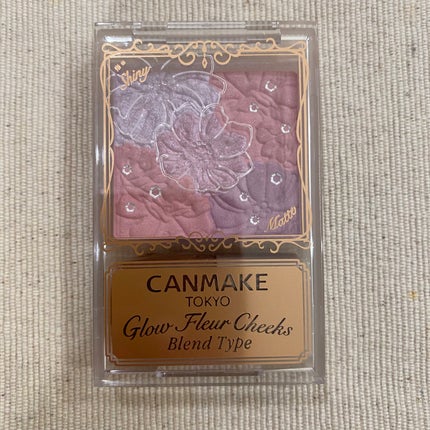 Shiny
Matte
CANMAKE
TOKYO
Glow Fleur Cheeks
Blend Type